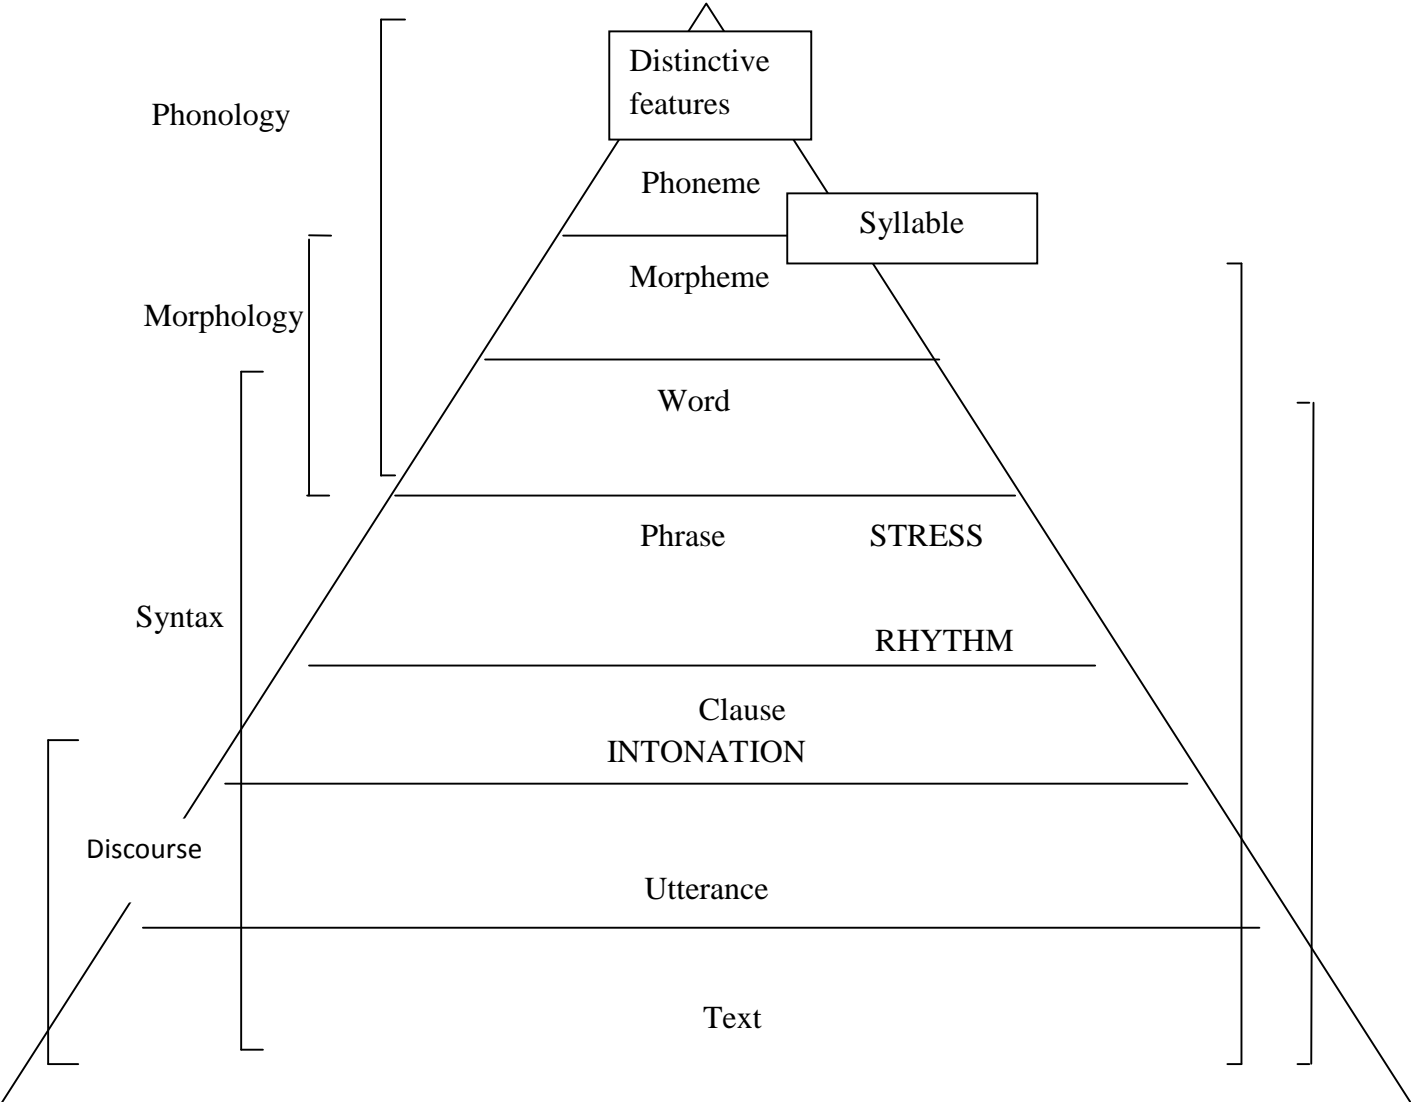 Distinctive
features
Phonology
Phoneme
Syllable
Morpheme
Morphology
Word
Phrase STRESS
Syntax
RHYTHM
Clause
INTONATION
Discourse
Utterance
Text